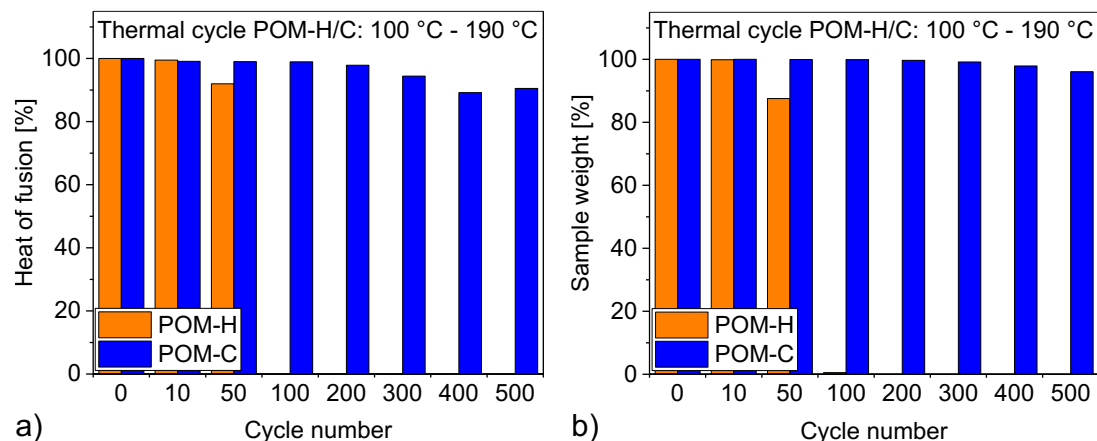 Thermal cycle POM-H/C: 100 °C - 190 °C
Heat of fusion [%]
100
80
60
40
20
0
POM-H
POM-C
0 10 50 100 200 300 400 500
Cycle number
a)
Thermal cycle POM-H/C: 100 °C - 190 °C
Sample weight [%]
100
80
60
40
20
0
POM-H
POM-C
0 10 50 100 200 300 400 500
Cycle number
b)